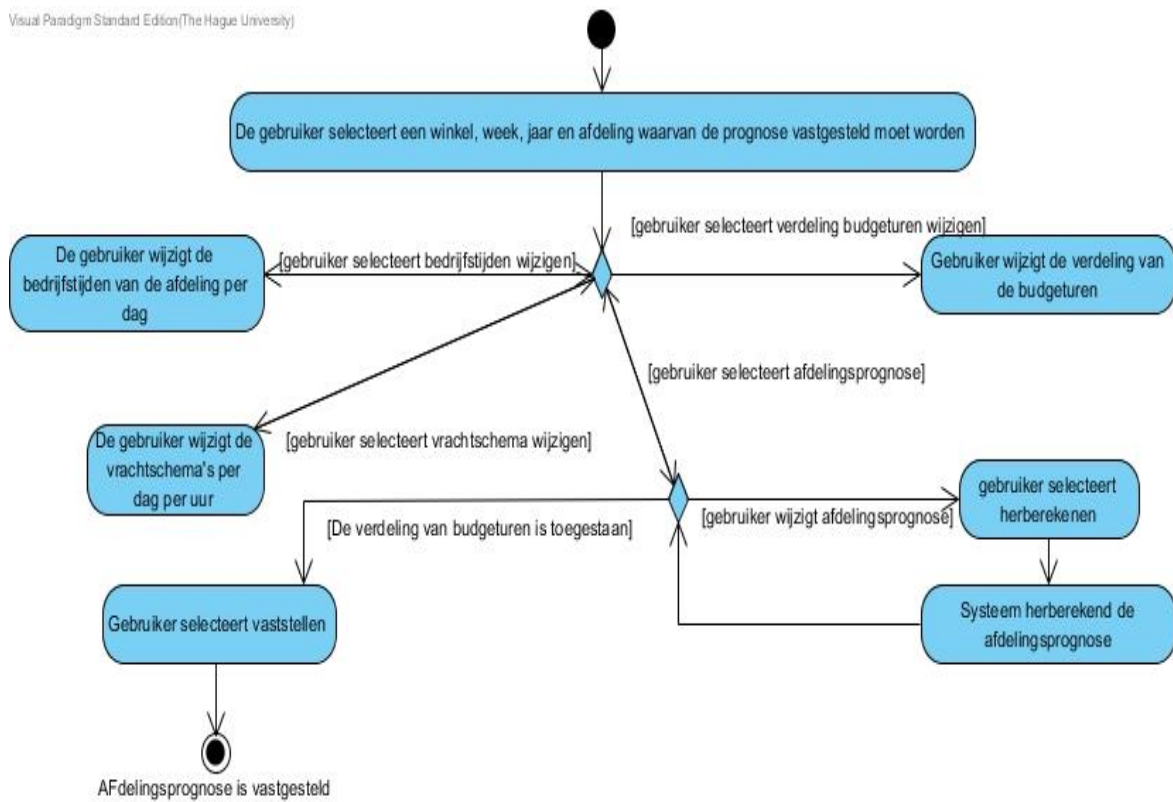 Visual Paradigm Standard Edition(The Hague University)
De gebruiker selecteert een winkel, week, jaar en afdeling waarvan de prognose vastgesteld moet worden
[gebruiker selecteert verdeling budgeturen wijzigen]
De gebruiker wijzigt de
bedrijfstijden van de afdeling per
dag
[gebruiker selecteert bedrijfstijden wijzigen]
Gebruiker wijzigt de verdeling van
de budgeturen
[gebruiker selecteert afdelingsprognose]
De gebruiker wijzigt de
vrachtschema's per
dag per uur
[gebruiker selecteert vrachtschema wijzigen]
gebruiker selecteert
herberekenen
[gebruiker wijzigt afdelingsprognose]
[De verdeling van budgeturen is toegestaan]
Gebruiker selecteert vaststellen
Systeem herberekend de
afdelingsprognose
AFdelingsprognose is vastgesteld